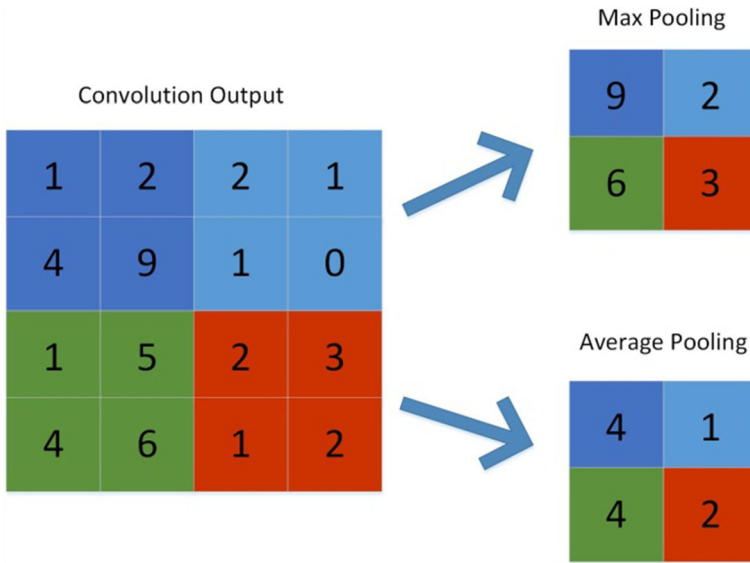 Max Pooling
9 2
6 3
Convolution Output
1 2 2 1
4 9 1 0
1 5 2 3
4 6 1 2
Average Pooling
4 1
4 2